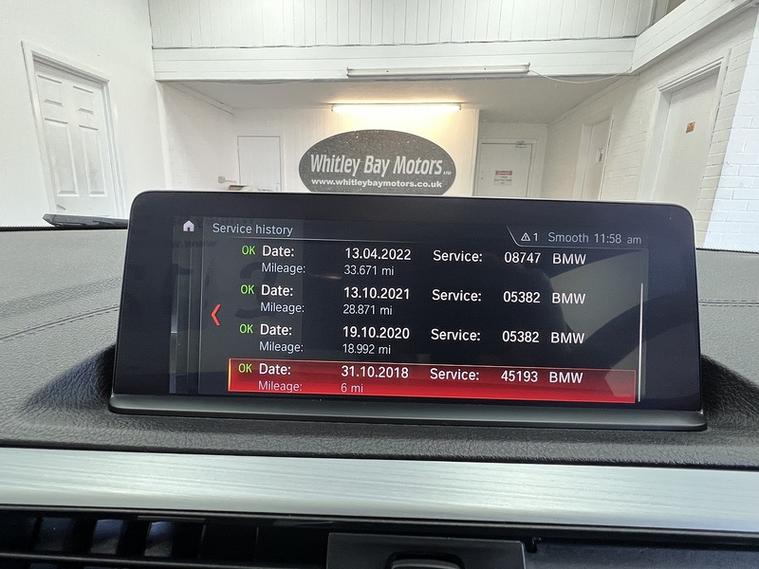 Whitley Bay Motors LTD
www.whitleybaymotors.co.uk
Service history
1 Smooth 11:58 am
OK Date: 13.04.2022 Service: 08747 BMW
Mileage: 33.671 mi
OK Date: 13.10.2021 Service: 05382 BMW
Mileage: 28.871 mi
OK Date: 19.10.2020 Service: 05382 BMW
Mileage: 18.992 mi
OK Date: 31.10.2018 Service: 45193 BMW
Mileage: 6 mi